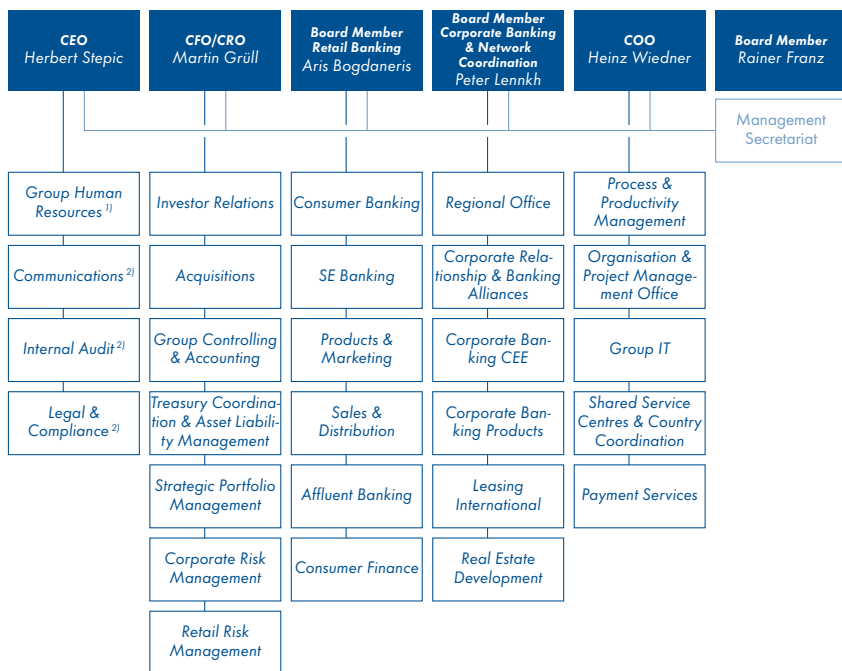 CEO
Herbert Stepic
CFO/CRO
Martin Grüll
Board Member
Retail Banking
Aris Bogdaneris
Board Member
Corporate Banking
& Network
Coordination
Peter Lennkh
COO
Heinz Wiedner
Board Member
Rainer Franz
Management
Secretariat
Group Human
Resources 1)
Communications 2)
Internal Audit 2)
Legal &
Compliance 2)
Investor Relations
Acquisitions
Group Controlling
& Accounting
Treasury Coordina-
tion & Asset Liabili-
ty Management
Strategic Portfolio
Management
Corporate Risk
Management
Retail Risk
Management
Consumer Banking
SE Banking
Products &
Marketing
Sales &
Distribution
Affluent Banking
Consumer Finance
Regional Office
Corporate Rela-
tionship & Banking
Alliances
Corporate Ban-
king CEE
Corporate Ban-
king Products
Leasing
International
Real Estate
Development
Process &
Productivity
Management
Organisation &
Project Manage-
ment Office
Group IT
Shared Service
Centres & Country
Coordination
Payment Services